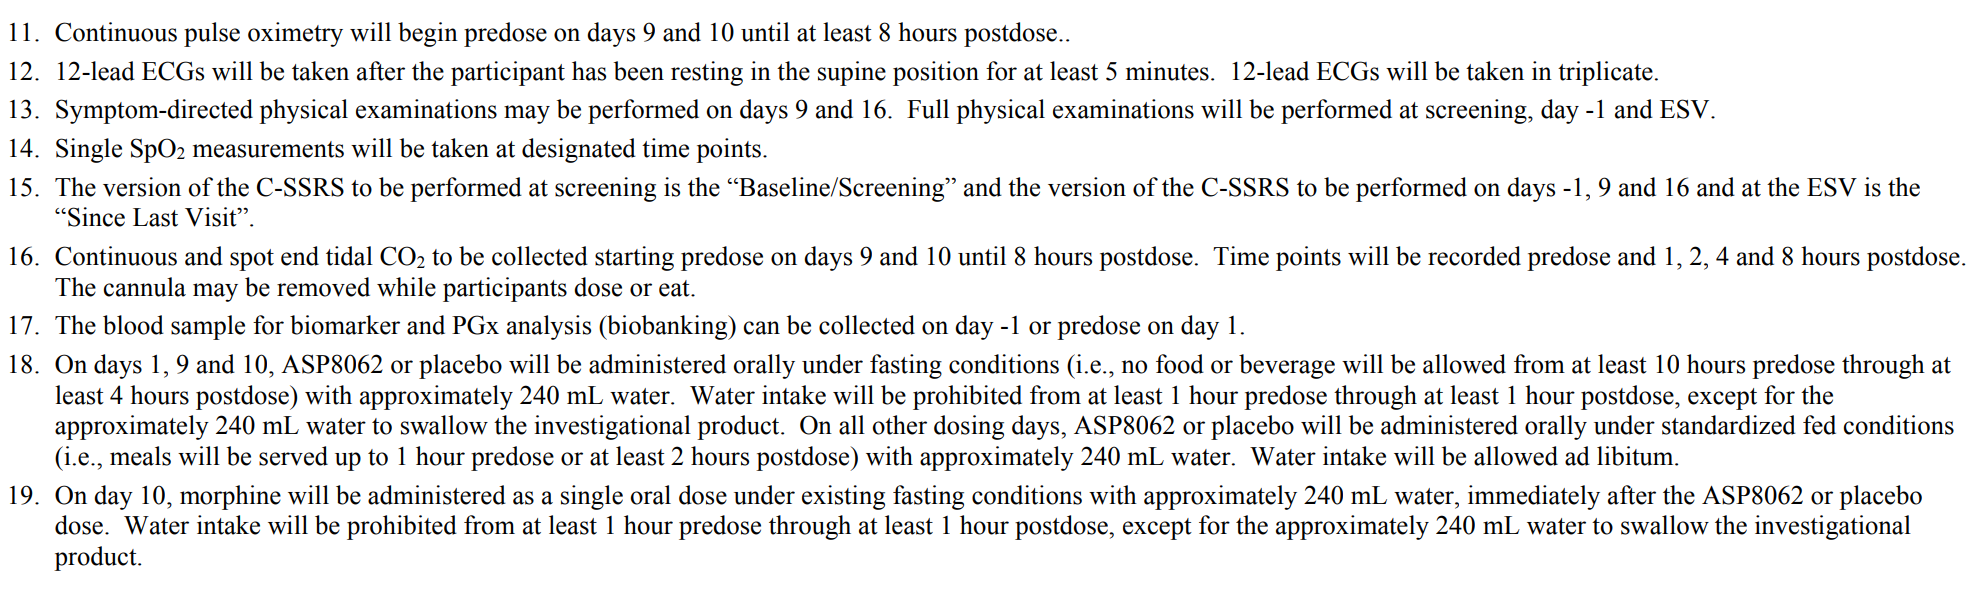 11. Continuous pulse oximetry will begin predose on days 9 and 10 until at least 8 hours postdose..
12. 12-lead ECGs will be taken after the participant has been resting in the supine position for at least 5 minutes. 12-lead ECGs will be taken in triplicate.
13. Symptom-directed physical examinations may be performed on days 9 and 16. Full physical examinations will be performed at screening, day -1 and ESV.
14. Single SpO2 measurements will be taken at designated time points.
15. The version of the C-SSRS to be performed at screening is the “Baseline/Screening” and the version of the C-SSRS to be performed on days -1, 9 and 16 and at the ESV is the
“Since Last Visit”.
16. Continuous and spot end tidal CO2 to be collected starting predose on days 9 and 10 until 8 hours postdose. Time points will be recorded predose and 1, 2, 4 and 8 hours postdose.
The cannula may be removed while participants dose or eat.
17. The blood sample for biomarker and PGx analysis (biobanking) can be collected on day -1 or predose on day 1.
18. On days 1, 9 and 10, ASP8062 or placebo will be administered orally under fasting conditions (i.e., no food or beverage will be allowed from at least 10 hours predose through at
least 4 hours postdose) with approximately 240 mL water. Water intake will be prohibited from at least 1 hour predose through at least 1 hour postdose, except for the
approximately 240 mL water to swallow the investigational product. On all other dosing days, ASP8062 or placebo will be administered orally under standardized fed conditions
(i.e., meals will be served up to 1 hour predose or at least 2 hours postdose) with approximately 240 mL water. Water intake will be allowed ad libitum.
19. On day 10, morphine will be administered as a single oral dose under existing fasting conditions with approximately 240 mL water, immediately after the ASP8062 or placebo
dose. Water intake will be prohibited from at least 1 hour predose through at least 1 hour postdose, except for the approximately 240 mL water to swallow the investigational
product.